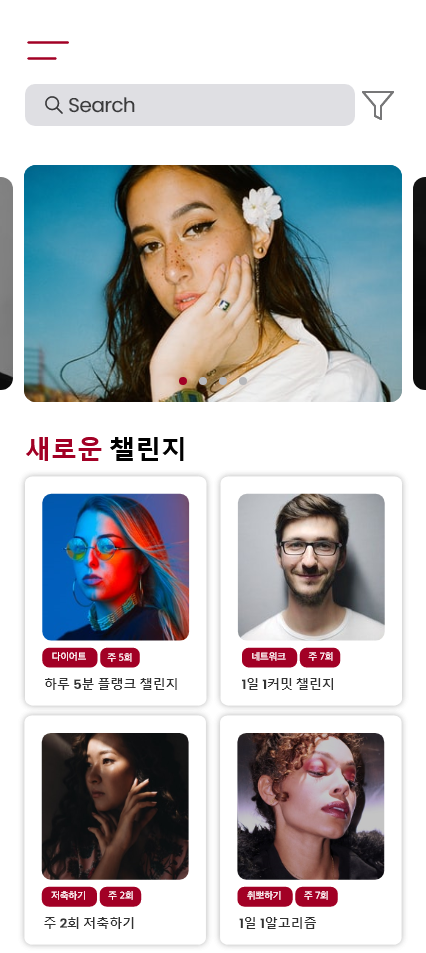 Search
새로운 챌린지
다이어트 주 5회
하루 5분 플랭크 챌린지
네트워크 주 7회
1일 1커밋 챌린지
저축하기 주 2회
주 2회 저축하기
취뽀하기 주 7회
1일 1알고리즘